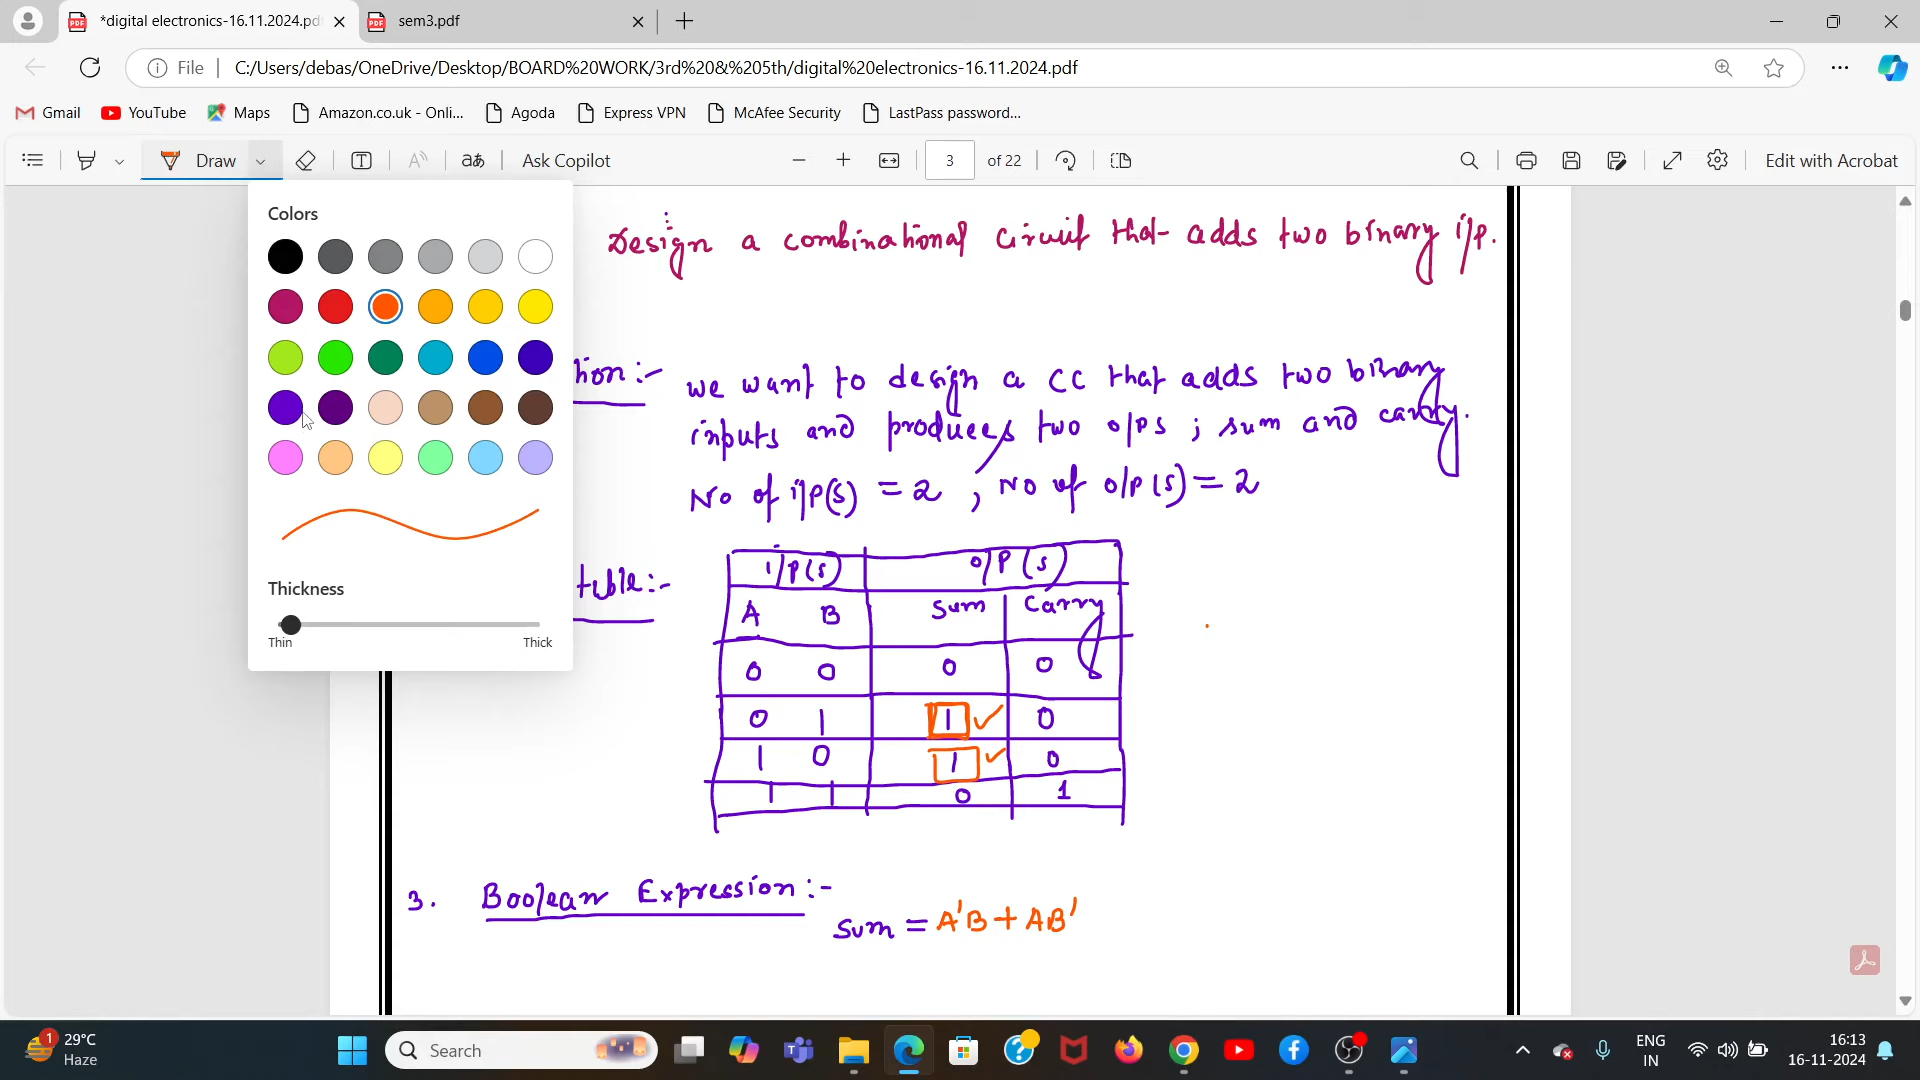 *digital electronics-16.11.2024.pd
sem3.pdf
File
C:/Users/debas/OneDrive/Desktop/BOARD%20WORK/3rd%20&%205th/digital%20electronics-16.11.2024.pdf
Gmail
YouTube
Maps
Amazon.co.uk - Onli...
Agoda
Express VPN
McAfee Security
LastPass password...
Draw
aあ
Ask Copilot
3 of 22
Edit with Acrobat
Colors
Thickness
Thin
Thick
Design a combinational circuit that adds two binary i/p.
tion :- we want to design a CC that adds two binary
inputs and produces two o/ps ; sum and carry.
No of i/p(s) = 2 , No of o/p(s) = 2
table :-
i/p(s) o/p(s)
A B Sum Carry
0 0 0 0
0 1 1 ✓ 0
1 0 1 ✓ 0
1 1 0 1
3. Boolean Expression :-
Sum = A'B + AB'
1
29°C
Haze
Search
ENG
IN
16:13
16-11-2024